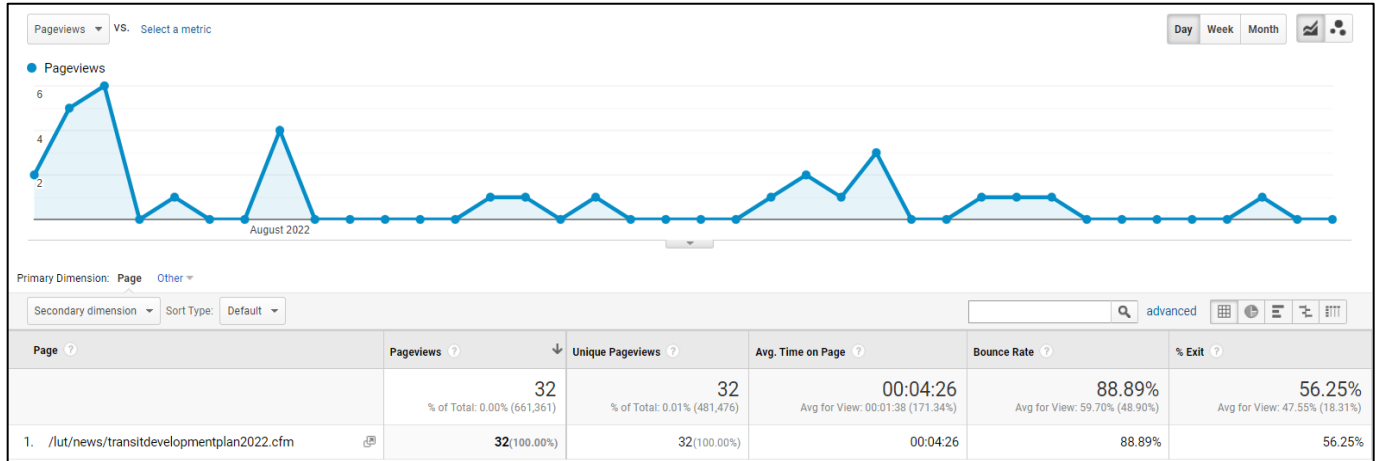 Pageviews VS. Select a metric Day Week Month
Pageviews
6
4
2
August 2022
Primary Dimension: Page Other
Secondary dimension Sort Type: Default advanced
Page ? Pageviews ? Unique Pageviews ? Avg. Time on Page ? Bounce Rate ? % Exit ?
32 32 00:04:26 88.89% 56.25%
% of Total: 0.00% (661,361) % of Total: 0.01% (481,476) Avg for View: 00:01:38 (171.34%) Avg for View: 59.70% (48.90%) Avg for View: 47.55% (18.31%)
1. /lut/news/transitdevelopmentplan2022.cfm 32(100.00%) 32(100.00%) 00:04:26 88.89% 56.25%